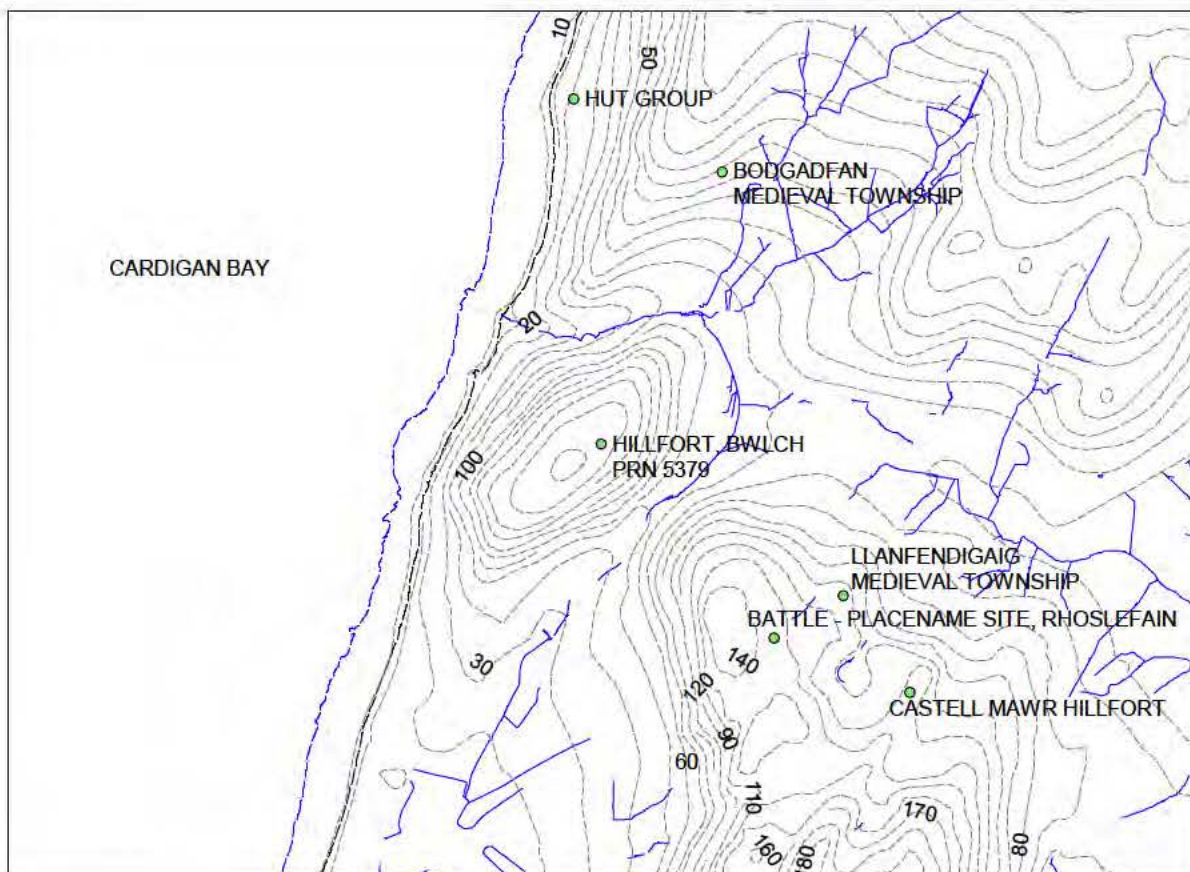 10
50
HUT GROUP
BODGADFAN
MEDIEVAL TOWNSHIP
CARDIGAN BAY
20
100
HILLFORT, BWLCH
PRN 5379
LLANFENDIGAIG
MEDIEVAL TOWNSHIP
BATTLE - PLACENAME SITE, RHOSLEFAIN
30
140
120
CASTELL MAWR HILLFORT
90
60
110
170
160
180
80